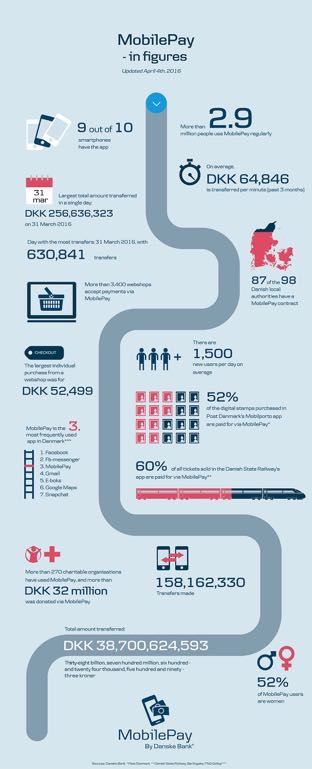 MobilePay
- in figures
Updated April 4th, 2016
9 out of 10
smartphones
have the app
More than 2.9
million people use MobilePay regularly
On average,
DKK 64,846
is transferred per minute (past 3 months)
31
mar
Largest total amount transferred
in a single day:
DKK 256,636,323
on 31 March 2016
Day with the most transfers: 31 March 2016, with
630,841 transfers
87 of the 98
Danish local
authorities have a
MobilePay contract
More than 3,400 webshops
accept payments via
MobilePay
CHECKOUT
The largest individual
purchase from a
webshop was for
DKK 52,499
There are
1,500
new users per day on
average
+
52%
of the digital stamps purchased in
Post Danmark's Mobilporto app
are paid for via MobilePay*
MobilePay is the 3.
most frequently used
app in Denmark***
1. Facebook
2. Fb-messenger
3. MobilePay
4. Gmail
5. E-boks
6. Google Maps
7. Snapchat
60% of all tickets sold in the Danish State Railway's
app are paid for via MobilePay**
More than 270 charitable organisations
have used MobilePay, and more than
DKK 32 million
was donated via MobilePay
158,162,330
Transfers made
Total amount transferred:
DKK 38,700,624,593
Thirty-eight billion, seven hundred million, six hundred -
and twenty four thousand, five hundred and ninety -
three kroner
52%
of MobilePay users
are women
MobilePay
By Danske Bank®